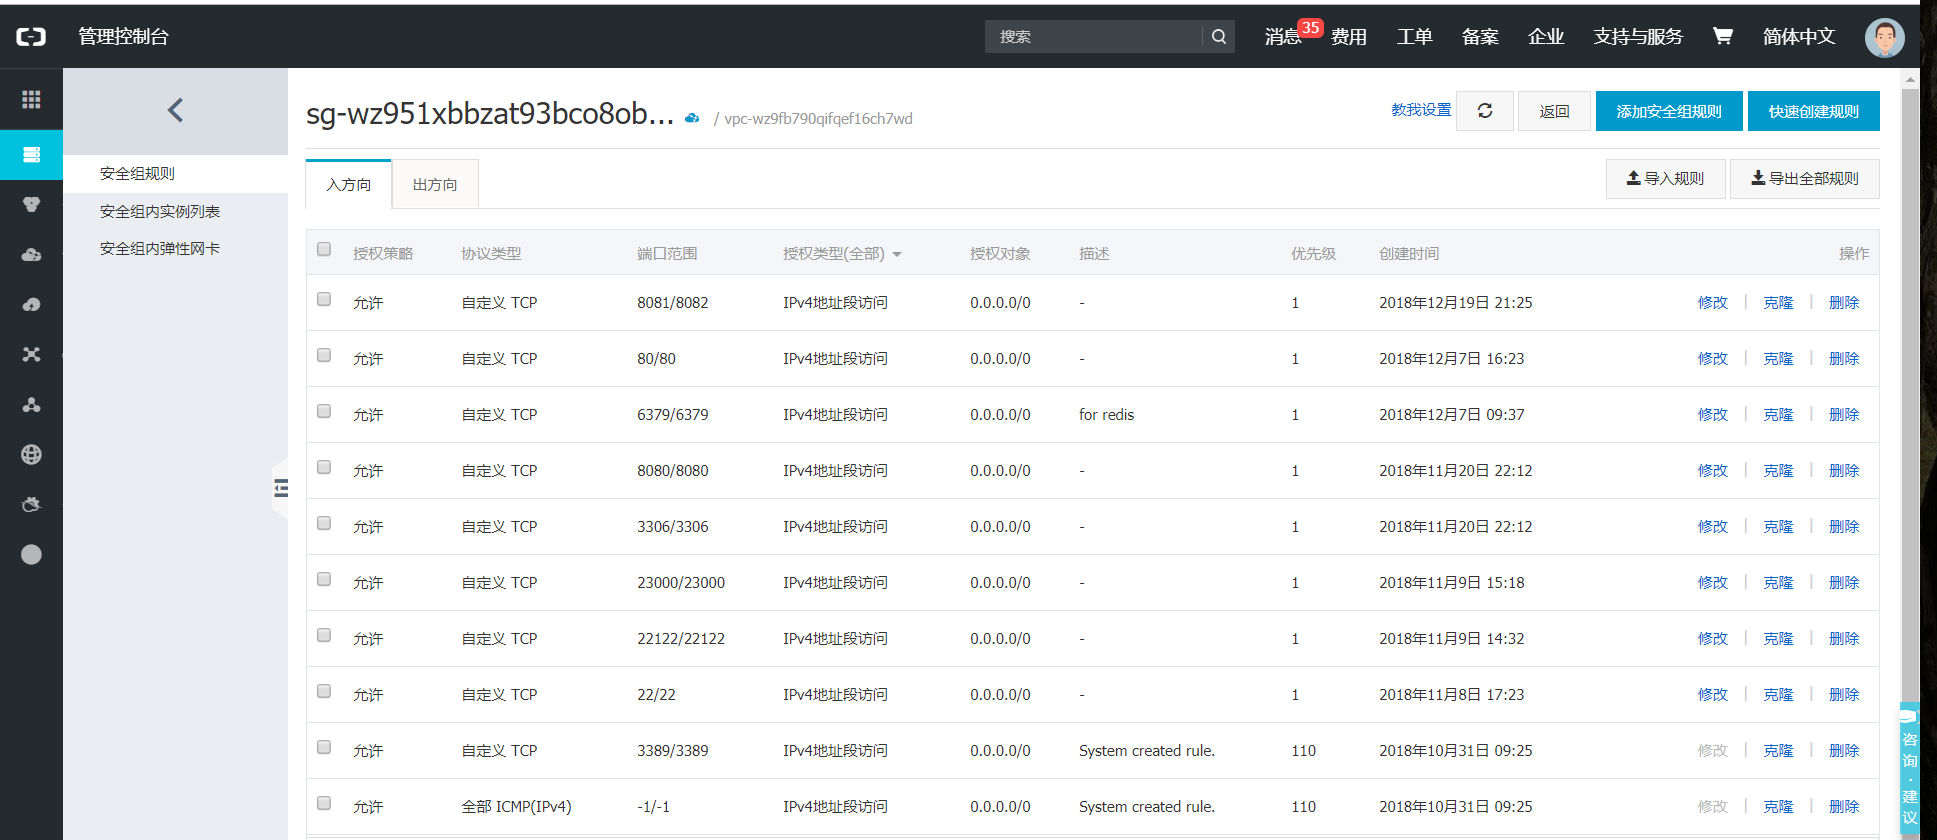 管理控制台 搜索 消息 35 费用 工单 备案 企业 支持与服务 简体中文
sg-wz951xbbzat93bco8ob... / vpc-wz9fb790qifqef16ch7wd 教我设置 返回 添加安全组规则 快速创建规则
安全组规则
安全组内实例列表
安全组内弹性网卡
入方向 出方向 导入规则 导出全部规则
授权策略 协议类型 端口范围 授权类型(全部) 授权对象 描述 优先级 创建时间 操作
允许 自定义 TCP 8081/8082 IPv4地址段访问 0.0.0.0/0 - 1 2018年12月19日 21:25 修改 | 克隆 | 删除
允许 自定义 TCP 80/80 IPv4地址段访问 0.0.0.0/0 - 1 2018年12月7日 16:23 修改 | 克隆 | 删除
允许 自定义 TCP 6379/6379 IPv4地址段访问 0.0.0.0/0 for redis 1 2018年12月7日 09:37 修改 | 克隆 | 删除
允许 自定义 TCP 8080/8080 IPv4地址段访问 0.0.0.0/0 - 1 2018年11月20日 22:12 修改 | 克隆 | 删除
允许 自定义 TCP 3306/3306 IPv4地址段访问 0.0.0.0/0 - 1 2018年11月20日 22:12 修改 | 克隆 | 删除
允许 自定义 TCP 23000/23000 IPv4地址段访问 0.0.0.0/0 - 1 2018年11月9日 15:18 修改 | 克隆 | 删除
允许 自定义 TCP 22122/22122 IPv4地址段访问 0.0.0.0/0 - 1 2018年11月9日 14:32 修改 | 克隆 | 删除
允许 自定义 TCP 22/22 IPv4地址段访问 0.0.0.0/0 - 1 2018年11月8日 17:23 修改 | 克隆 | 删除
允许 自定义 TCP 3389/3389 IPv4地址段访问 0.0.0.0/0 System created rule. 110 2018年10月31日 09:25 修改 | 克隆 | 删除
允许 全部 ICMP(IPv4) -1/-1 IPv4地址段访问 0.0.0.0/0 System created rule. 110 2018年10月31日 09:25 修改 | 克隆 | 删除
咨询·建议